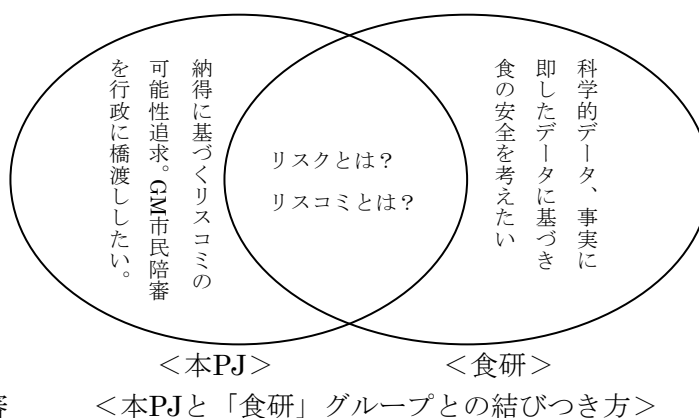 納得に基づくリスコミの
可能性追求。GM市民陪審
を行政に橋渡ししたい。
リスクとは？
リスコミとは？
科学的データ、事実に
即したデータに基づき
食の安全を考えたい
＜本PJ＞
＜食研＞
＜本PJと「食研」グループとの結びつき方＞